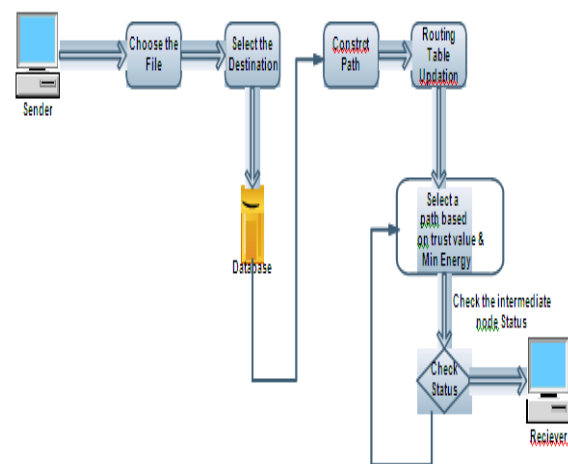 Sender
Choose the
File
Select the
Destination
Database
Constrct
Path
Routing
Table
Updation
Select a
path based
on trust value &
Min Energy
Check the intermediate
node Status
Check
Status
Reciever